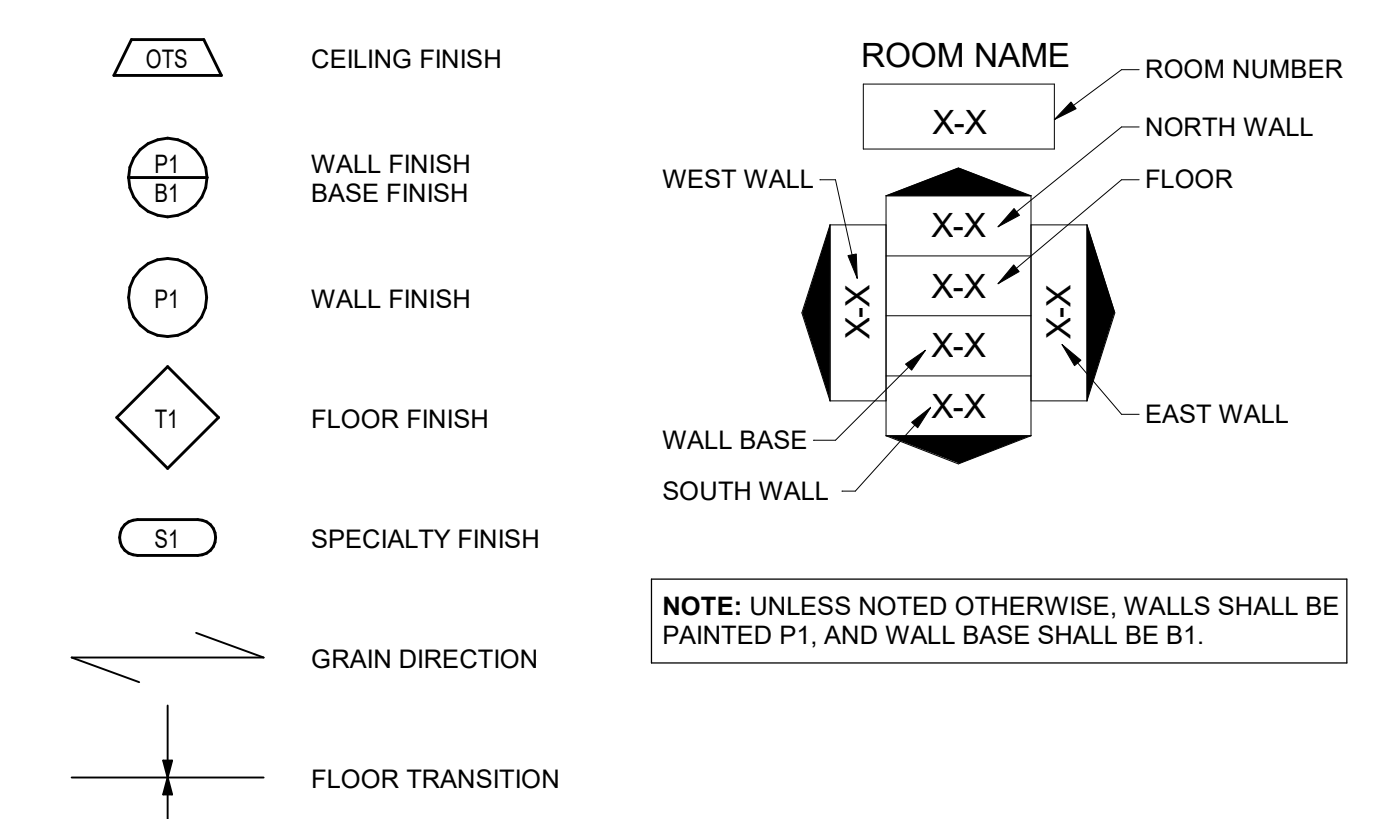 OTS
CEILING FINISH
P1
B1
WALL FINISH
BASE FINISH
P1
WALL FINISH
T1
FLOOR FINISH
S1
SPECIALTY FINISH
GRAIN DIRECTION
FLOOR TRANSITION
ROOM NAME
X-X
ROOM NUMBER
NORTH WALL
FLOOR
WEST WALL
X-X
X-X
X-X
X-X
X-X
X-X
WALL BASE
SOUTH WALL
EAST WALL
NOTE: UNLESS NOTED OTHERWISE, WALLS SHALL BE
PAINTED P1, AND WALL BASE SHALL BE B1.